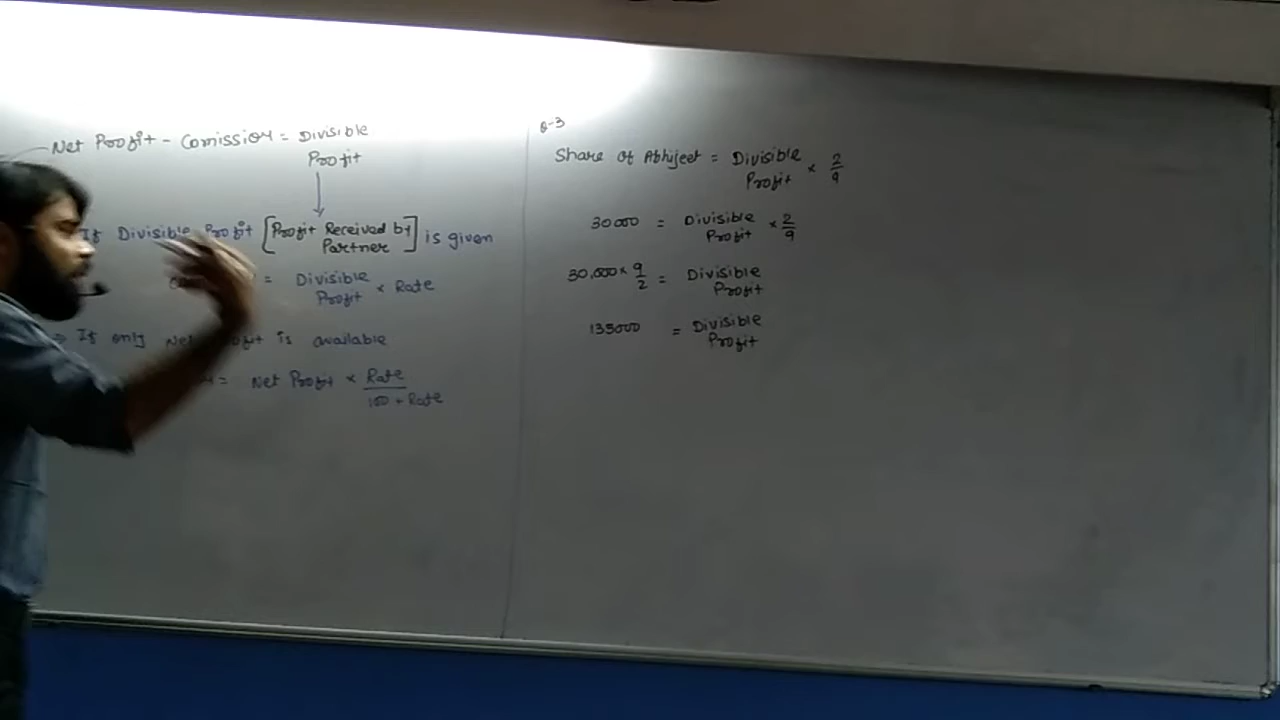 Net Profit - Comission = Divisible
Profit
If Divisible Profit [Profit Received by
Partner] is given
= Divisible
Profit × Rate
⇒ If only Net Profit is available
= Net Profit × Rate
100 + Rate
Q-3
Share of Abhijeet = Divisible
Profit × 2/9
30000 = Divisible
Profit × 2/9
30,000 × 9/2 = Divisible
Profit
135000 = Divisible
Profit